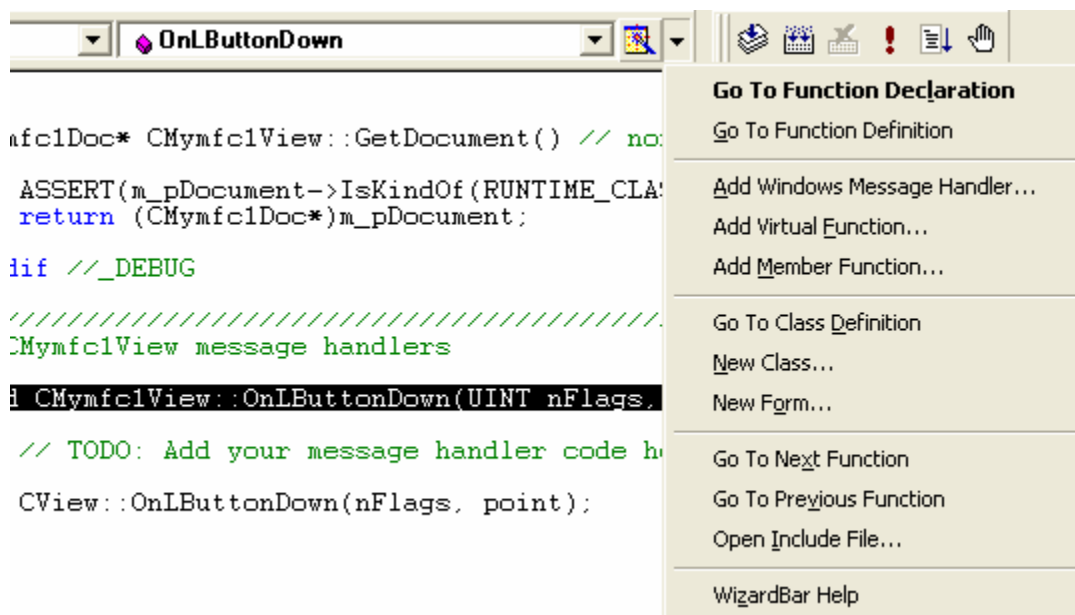 OnLButtonDown
mfc1Doc* CMymfc1View::GetDocument() // no
ASSERT(m_pDocument->IsKindOf(RUNTIME_CLA
return (CMymfc1Doc*)m_pDocument;
dif //_DEBUG
/////////////////////////////////////////
CMymfc1View message handlers
d CMymfc1View::OnLButtonDown(UINT nFlags,
// TODO: Add your message handler code h
CView::OnLButtonDown(nFlags, point);
Go To Function Declaration
Go To Function Definition
Add Windows Message Handler...
Add Virtual Function...
Add Member Function...
Go To Class Definition
New Class...
New Form...
Go To Next Function
Go To Previous Function
Open Include File...
WizardBar Help